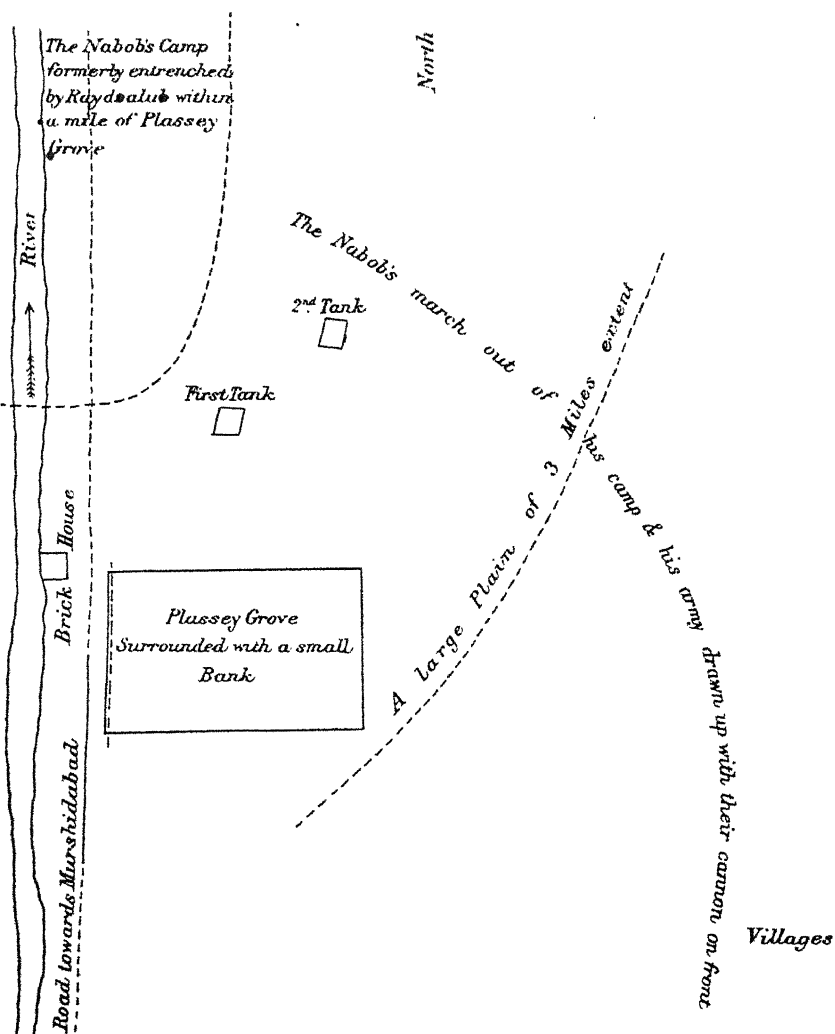 The Nabob's Camp
formerly entrenched
by Raydoalub within
a mile of Plassey
Grove
North
River
The Nabob's march out of his camp & his army drawn up with their cannon on front
2nd Tank
First Tank
A large Plain of 3 Miles extent
Brick House
Plassey Grove
Surrounded with a small
Bank
Road towards Murshidabad
Villages